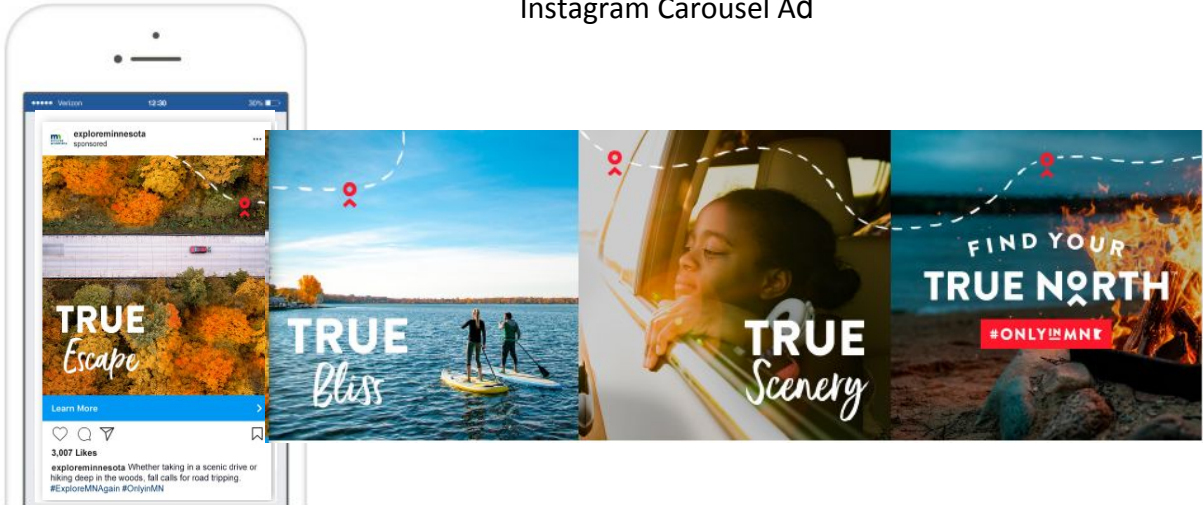 Instagram Carousel Ad
Verizon 12:30 30%
exploreminnesota
sponsored
TRUE
Escape
Learn More
3,007 Likes
exploreminnesota Whether taking in a scenic drive or
hiking deep in the woods, fall calls for road tripping.
#ExploreMNAgain #OnlyinMN
TRUE
Bliss
TRUE
Scenery
FIND YOUR
TRUE NORTH
#ONLYINMN